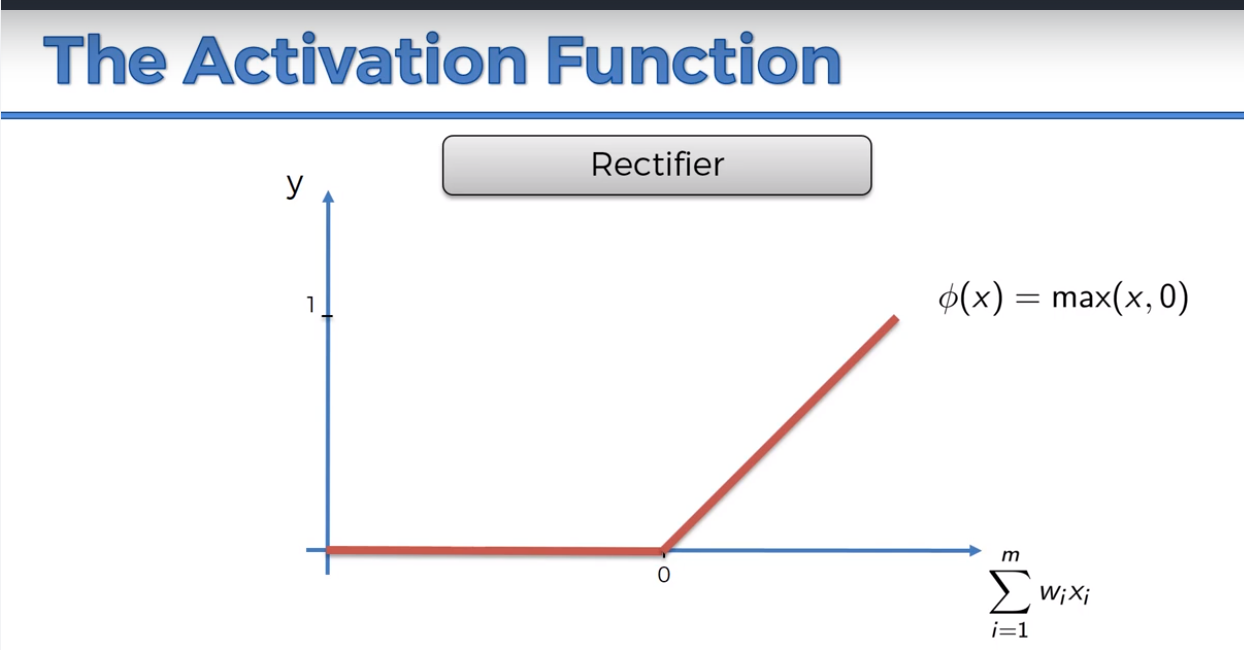 The Activation Function
Rectifier
y
1
ϕ(x) = max(x, 0)
0
m
∑ wᵢxᵢ
i=1